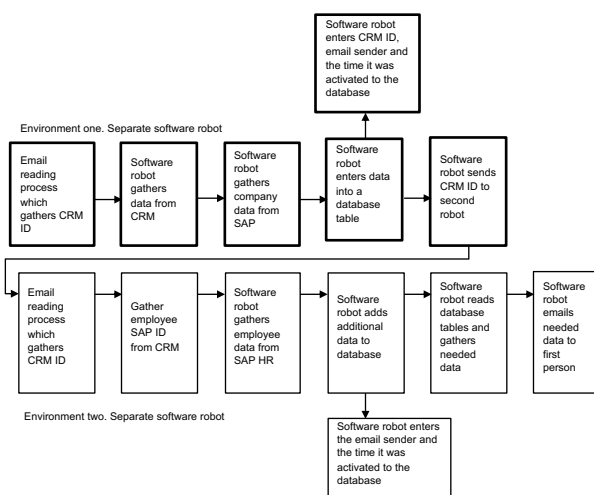 Software robot
enters CRM ID,
email sender and
the time it was
activated to the
database
Environment one. Separate software robot
Email
reading
process
which
gathers CRM
ID
Software
robot
gathers
data from
CRM
Software
robot
gathers
company
data from
SAP
Software
robot
enters data
into a
database
table
Software
robot sends
CRM ID to
second
robot
Email
reading
process
which
gathers
CRM ID
Gather
employee
SAP ID
from CRM
Software
robot
gathers
employee
data from
SAP HR
Software
robot adds
additional
data to
database
Software
robot reads
database
tables and
gathers
needed
data
Software
robot
emails
needed
data to
first
person
Environment two. Separate software robot
Software robot enters
the email sender and
the time it was
activated to the
database